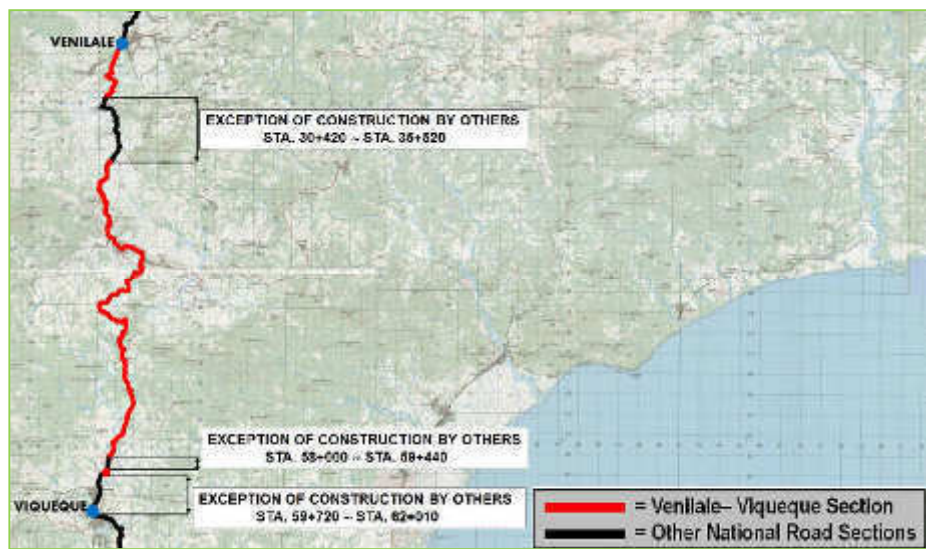 VENILALE
EXCEPTION OF CONSTRUCTION BY OTHERS
STA. 30+420 ~ STA. 35+520
EXCEPTION OF CONSTRUCTION BY OTHERS
STA. 58+000 ~ STA. 59+440
EXCEPTION OF CONSTRUCTION BY OTHERS
STA. 59+720 ~ STA. 62+010
VIQUEQUE
= Venilale– Viqueque Section
= Other National Road Sections